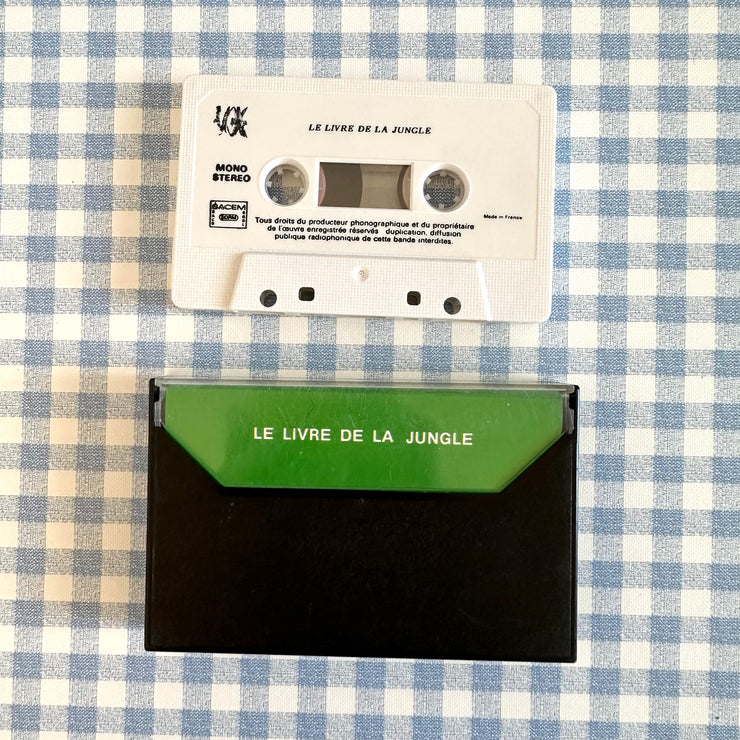 LE LIVRE DE LA JUNGLE
MONO
STEREO
SACEM
SDRM
Tous droits du producteur phonographique et du propriétaire
de l'œuvre enregistrée réservés duplication, diffusion
publique radiophonique de cette bande interdites.
Made in France
LE LIVRE DE LA JUNGLE